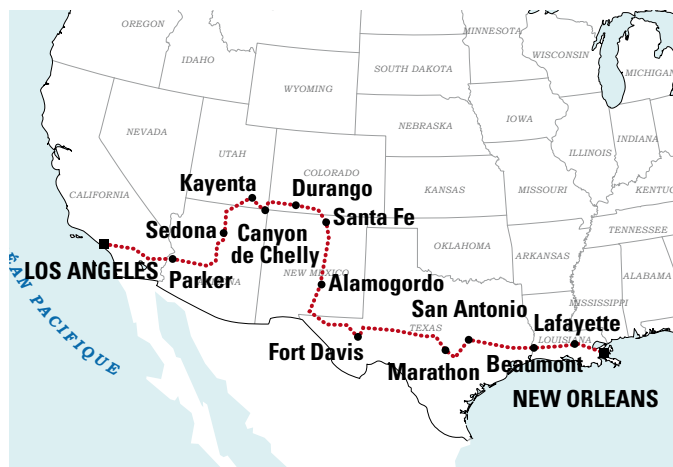 OREGON
MINNESOTA
IDAHO
WISCONSIN
SOUTH DAKOTA
MICHIGAN
WYOMING
IOWA
NEVADA
NEBRASKA
UTAH
ILLINOIS
INDIANA
COLORADO
Kayenta
Durango
KANSAS
MISSOURI
KENTUC
CALIFORNIA
Santa Fe
Sedona
Canyon
de Chelly
TENNESSEE
OKLAHOMA
ARKANSAS
LOS ANGELES
Parker
ARIZONA
NEW MEXICO
Alamogordo
ALABAMA
MISSISSIPPI
ÉAN PACIFIQUE
San Antonio
Lafayette
TEXAS
LOUISIANA
Fort Davis
Marathon
Beaumont
NEW ORLEANS